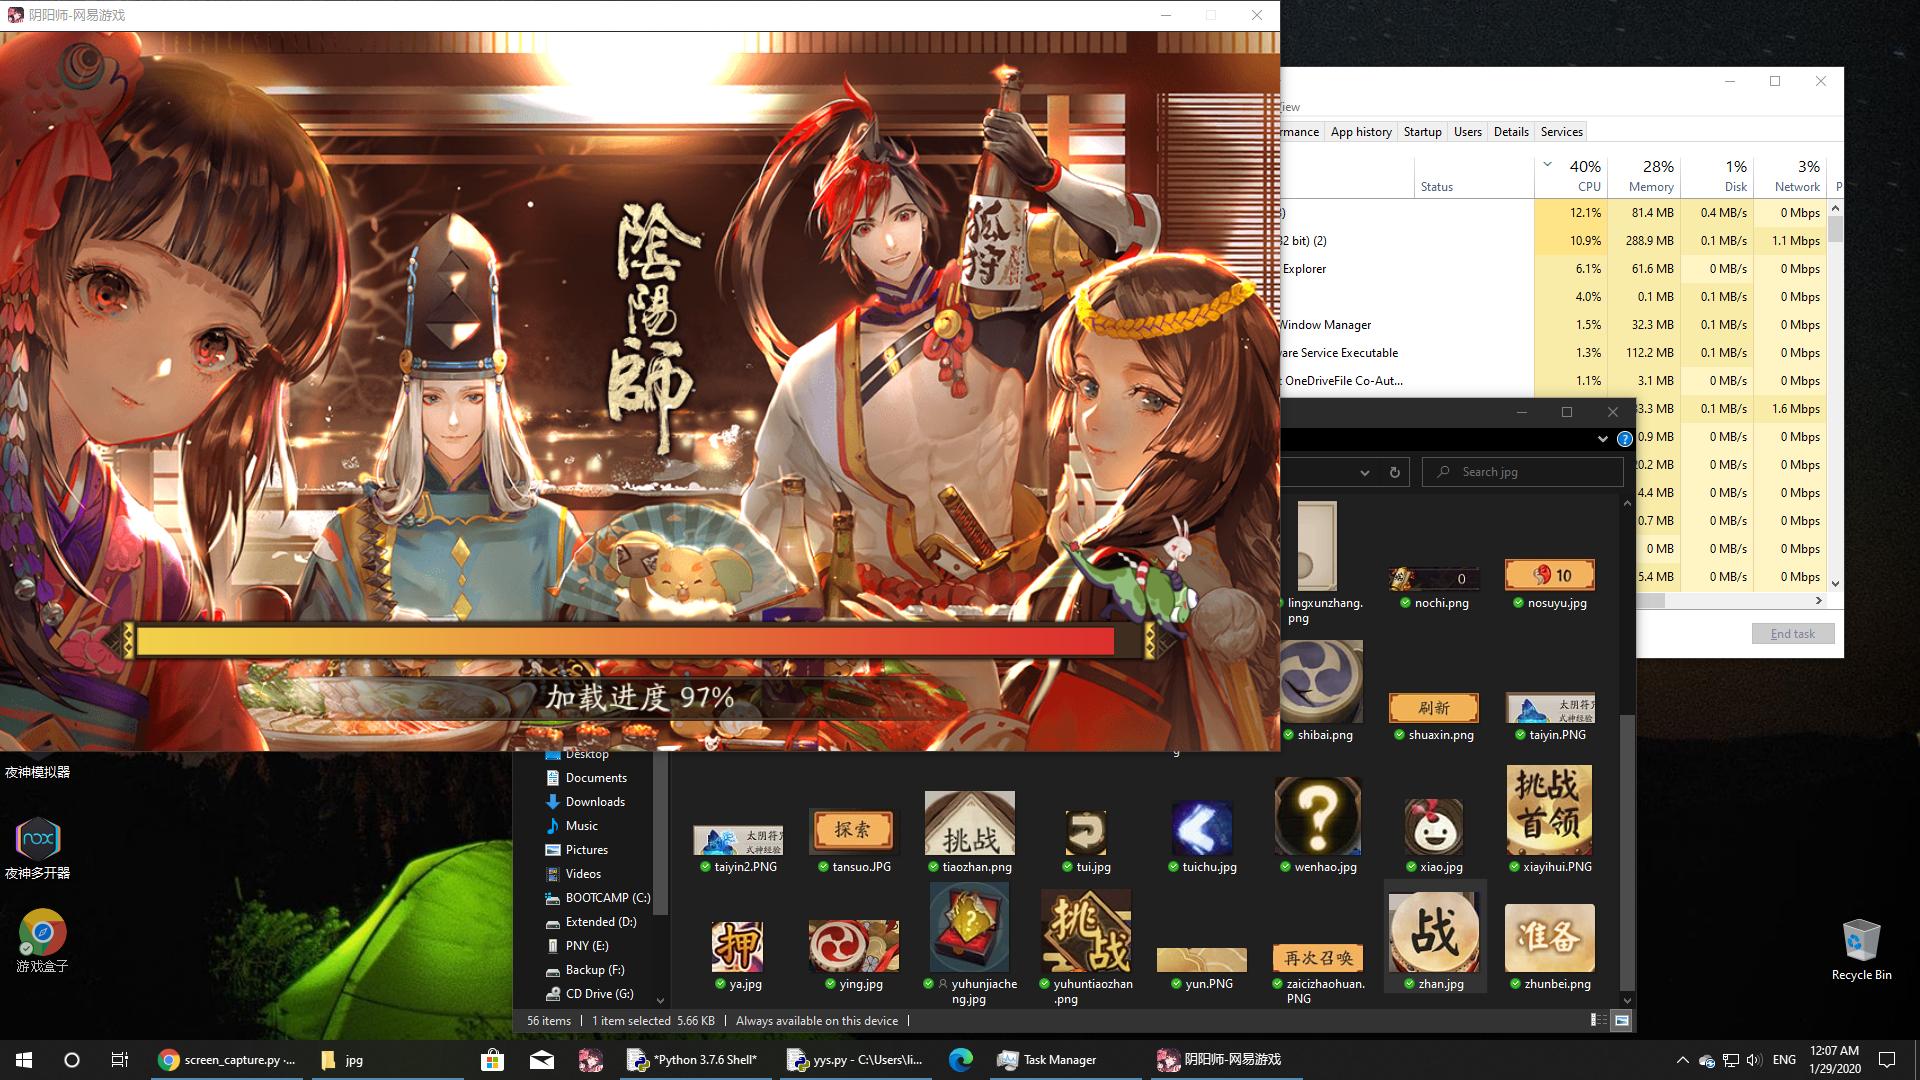 阴阳师-网易游戏
陰陽師
狐狩
加载进度 97%
iew
rmance
App history
Startup
Users
Details
Services
Status
40%
28%
1%
3%
CPU
Memory
Disk
Network
P
12.1% 81.4 MB 0.4 MB/s 0 Mbps
32 bit) (2) 10.9% 288.9 MB 0.1 MB/s 1.1 Mbps
Explorer 6.1% 61.6 MB 0 MB/s 0 Mbps
4.0% 0.1 MB 0.1 MB/s 0 Mbps
Window Manager 1.5% 32.3 MB 0.1 MB/s 0 Mbps
are Service Executable 1.3% 112.2 MB 0.1 MB/s 0 Mbps
t OneDriveFile Co-Aut... 1.1% 3.1 MB 0 MB/s 0 Mbps
33.3 MB 0.1 MB/s 1.6 Mbps
0.9 MB 0 MB/s 0 Mbps
20.2 MB 0 MB/s 0 Mbps
4.4 MB 0 MB/s 0 Mbps
0.7 MB 0 MB/s 0 Mbps
0 MB 0 MB/s 0 Mbps
5.4 MB 0 MB/s 0 Mbps
End task
Search jpg
0
10
lingxunzhang.png
nochi.png
nosuyu.jpg
刷新
太阴符咒
式神经验
shibai.png
shuaxin.png
taiyin.PNG
g
太阴符咒
式神经验
探索
挑战
?
挑战
首领
taiyin2.PNG
tansuo.JPG
tiaozhan.png
tui.jpg
tuichu.jpg
wenhao.jpg
xiao.jpg
xiayihui.PNG
押
?
挑战
再次召唤
战
准备
ya.jpg
ying.jpg
yuhunjiacheng.jpg
yuhuntiaozhan.png
yun.PNG
zaicizhaohuan.PNG
zhan.jpg
zhunbei.png
Desktop
Documents
Downloads
Music
Pictures
Videos
BOOTCAMP (C:)
Extended (D:)
PNY (E:)
Backup (F:)
CD Drive (G:)
56 items
1 item selected 5.66 KB
Always available on this device
夜神模拟器
nox
夜神多开器
游戏盒子
Recycle Bin
screen_capture.py -...
jpg
*Python 3.7.6 Shell*
yys.py - C:\Users\li...
Task Manager
阴阳师-网易游戏
ENG
12:07 AM
1/29/2020